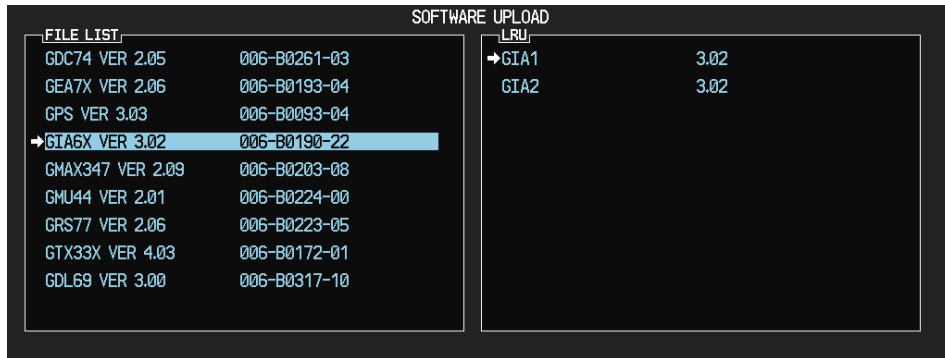 SOFTWARE UPLOAD
FILE LIST
GDC74 VER 2.05 006-B0261-03
GEA7X VER 2.06 006-B0193-04
GPS VER 3.03 006-B0093-04
GIA6X VER 3.02 006-B0190-22
GMAX347 VER 2.09 006-B0203-08
GMU44 VER 2.01 006-B0224-00
GRS77 VER 2.06 006-B0223-05
GTX33X VER 4.03 006-B0172-01
GDL69 VER 3.00 006-B0317-10
LRU
GIA1 3.02
GIA2 3.02